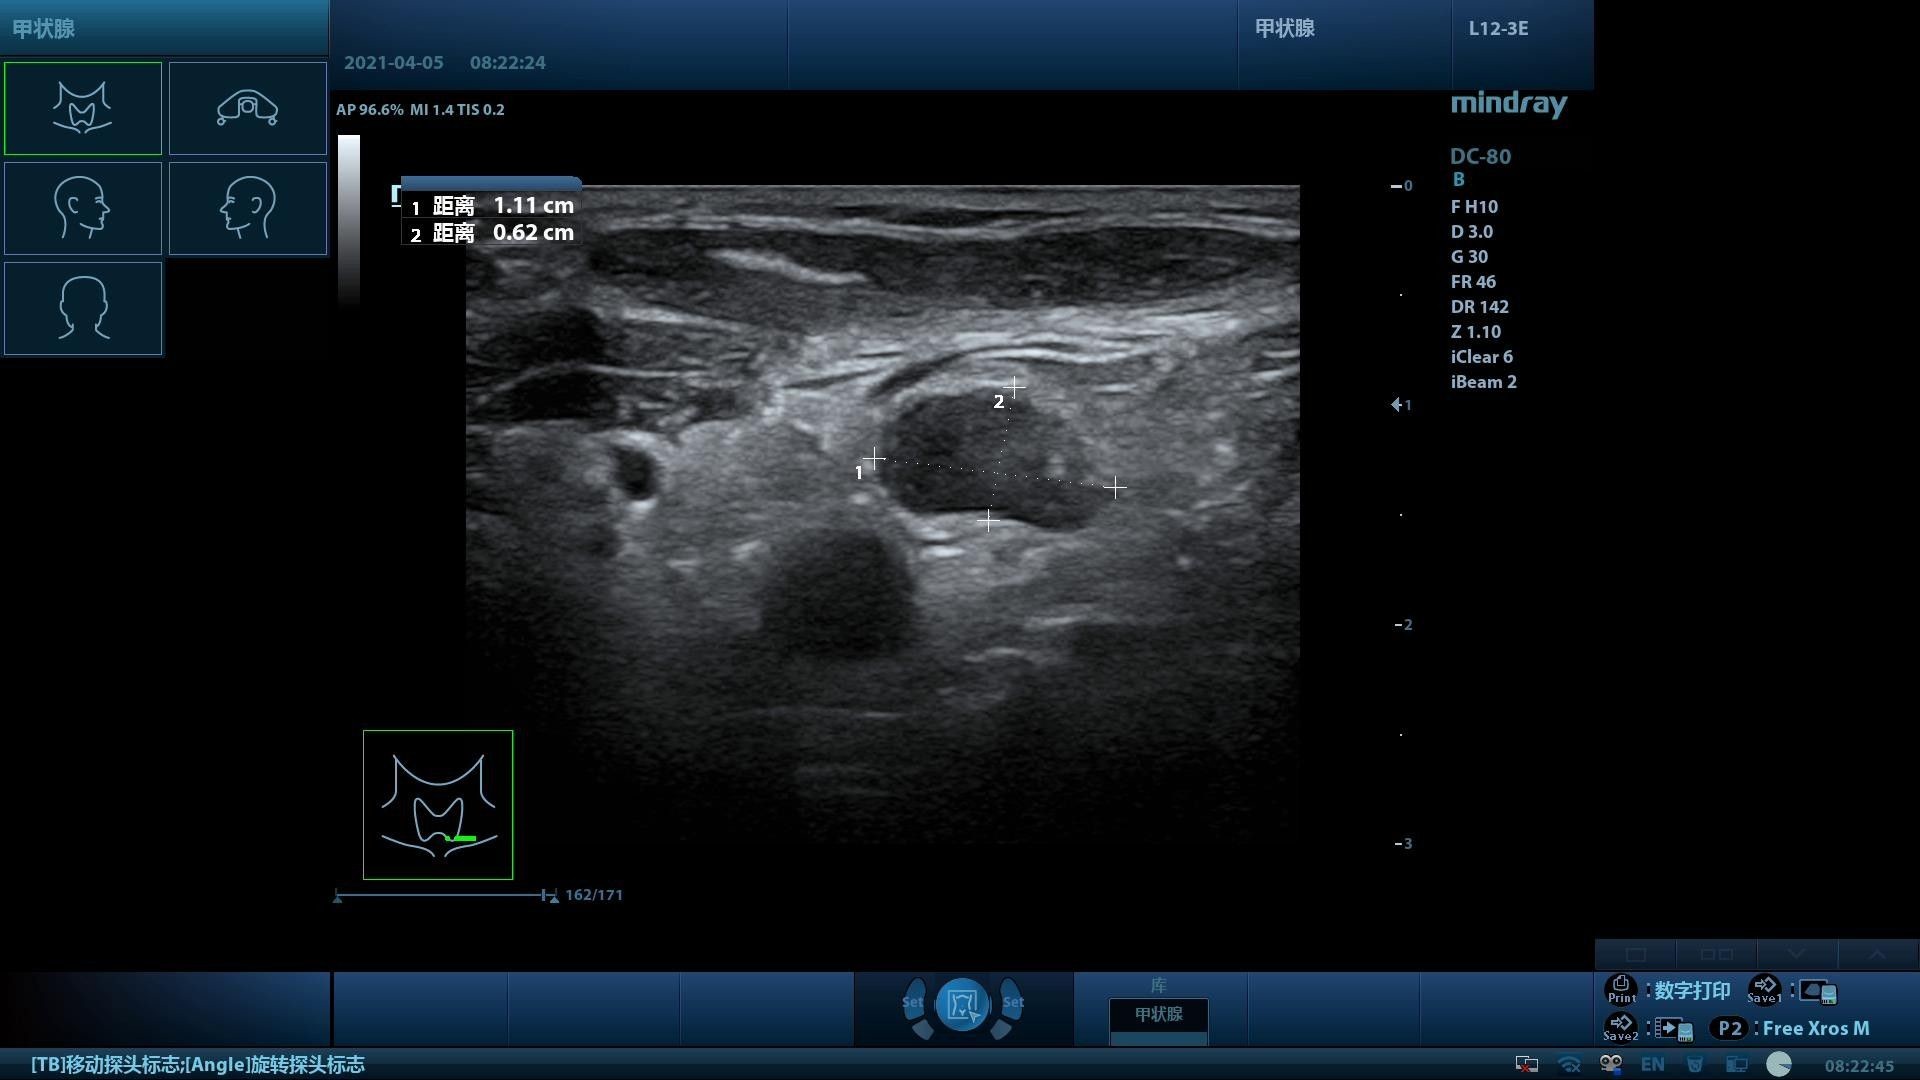 甲状腺
2021-04-05 08:22:24
甲状腺
L12-3E
AP 96.6% MI 1.4 TIS 0.2
mindray
DC-80
B
F H10
D 3.0
G 30
FR 46
DR 142
Z 1.10
iClear 6
iBeam 2
1 距离 1.11 cm
2 距离 0.62 cm
0
1
2
3
2
1
162/171
Set
Set
库
甲状腺
Print : 数字打印 Save1 :
Save2 : P2 : Free Xros M
[TB]移动探头标志;[Angle]旋转探头标志
EN
08:22:45